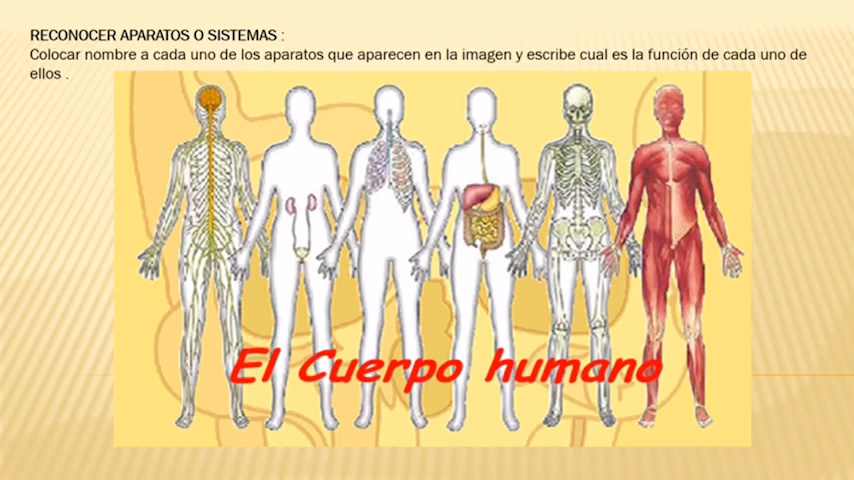 RECONOCER APARATOS O SISTEMAS :
Colocar nombre a cada uno de los aparatos que aparecen en la imagen y escribe cual es la función de cada uno de
ellos .
El Cuerpo humano